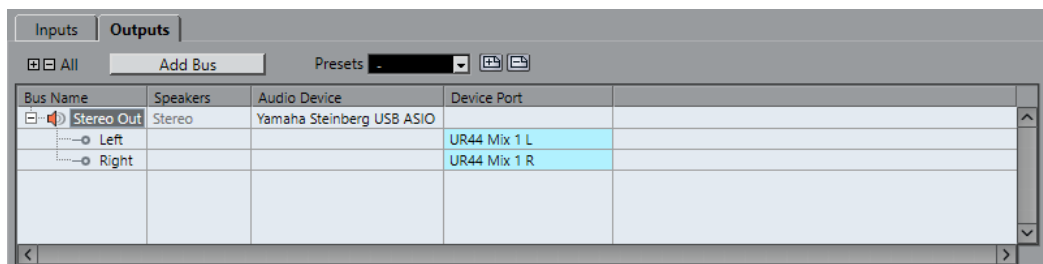 Inputs Outputs
All Add Bus Presets -
Bus Name Speakers Audio Device Device Port
Stereo Out Stereo Yamaha Steinberg USB ASIO
Left UR44 Mix 1 L
Right UR44 Mix 1 R